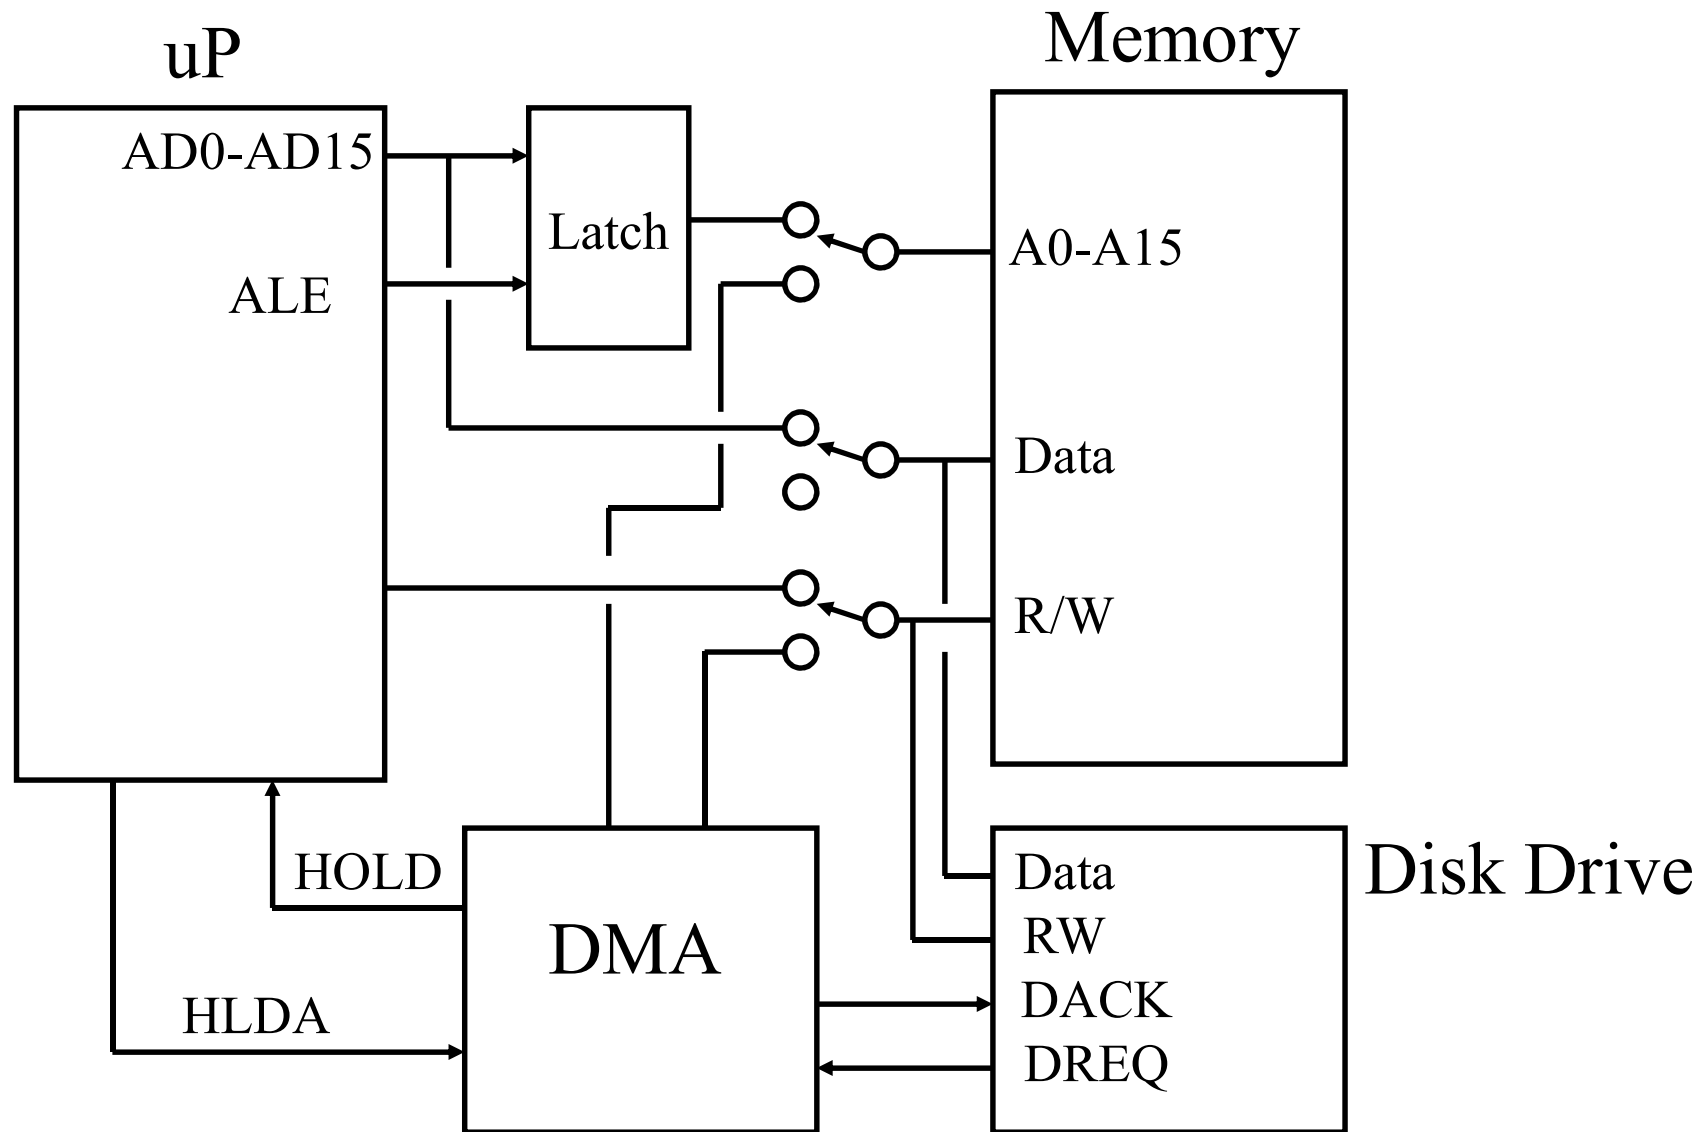 uP
Memory
AD0-AD15
Latch
A0-A15
ALE
Data
R/W
HOLD
Data
Disk Drive
DMA
RW
HLDA
DACK
DREQ